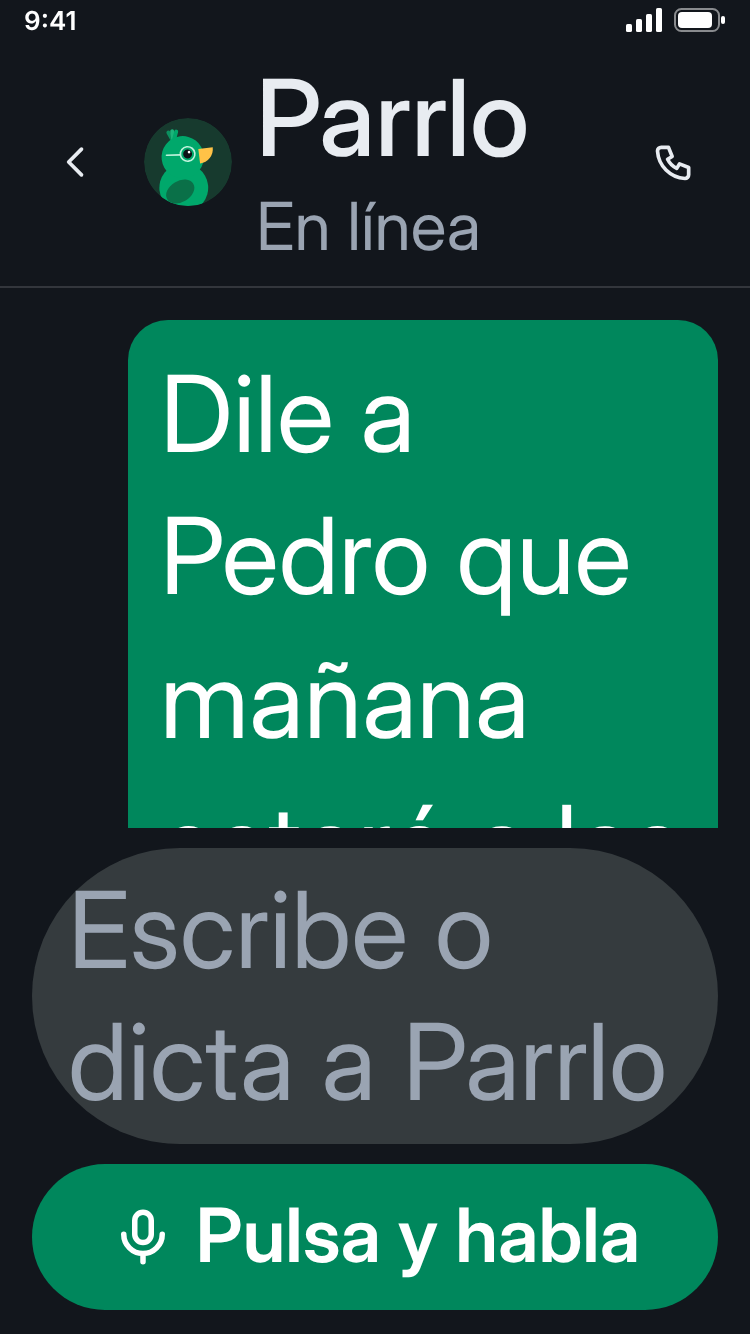 9:41
Parrlo
En línea
Dile a
Pedro que
mañana
Escribe o
dicta a Parrlo
Pulsa y habla